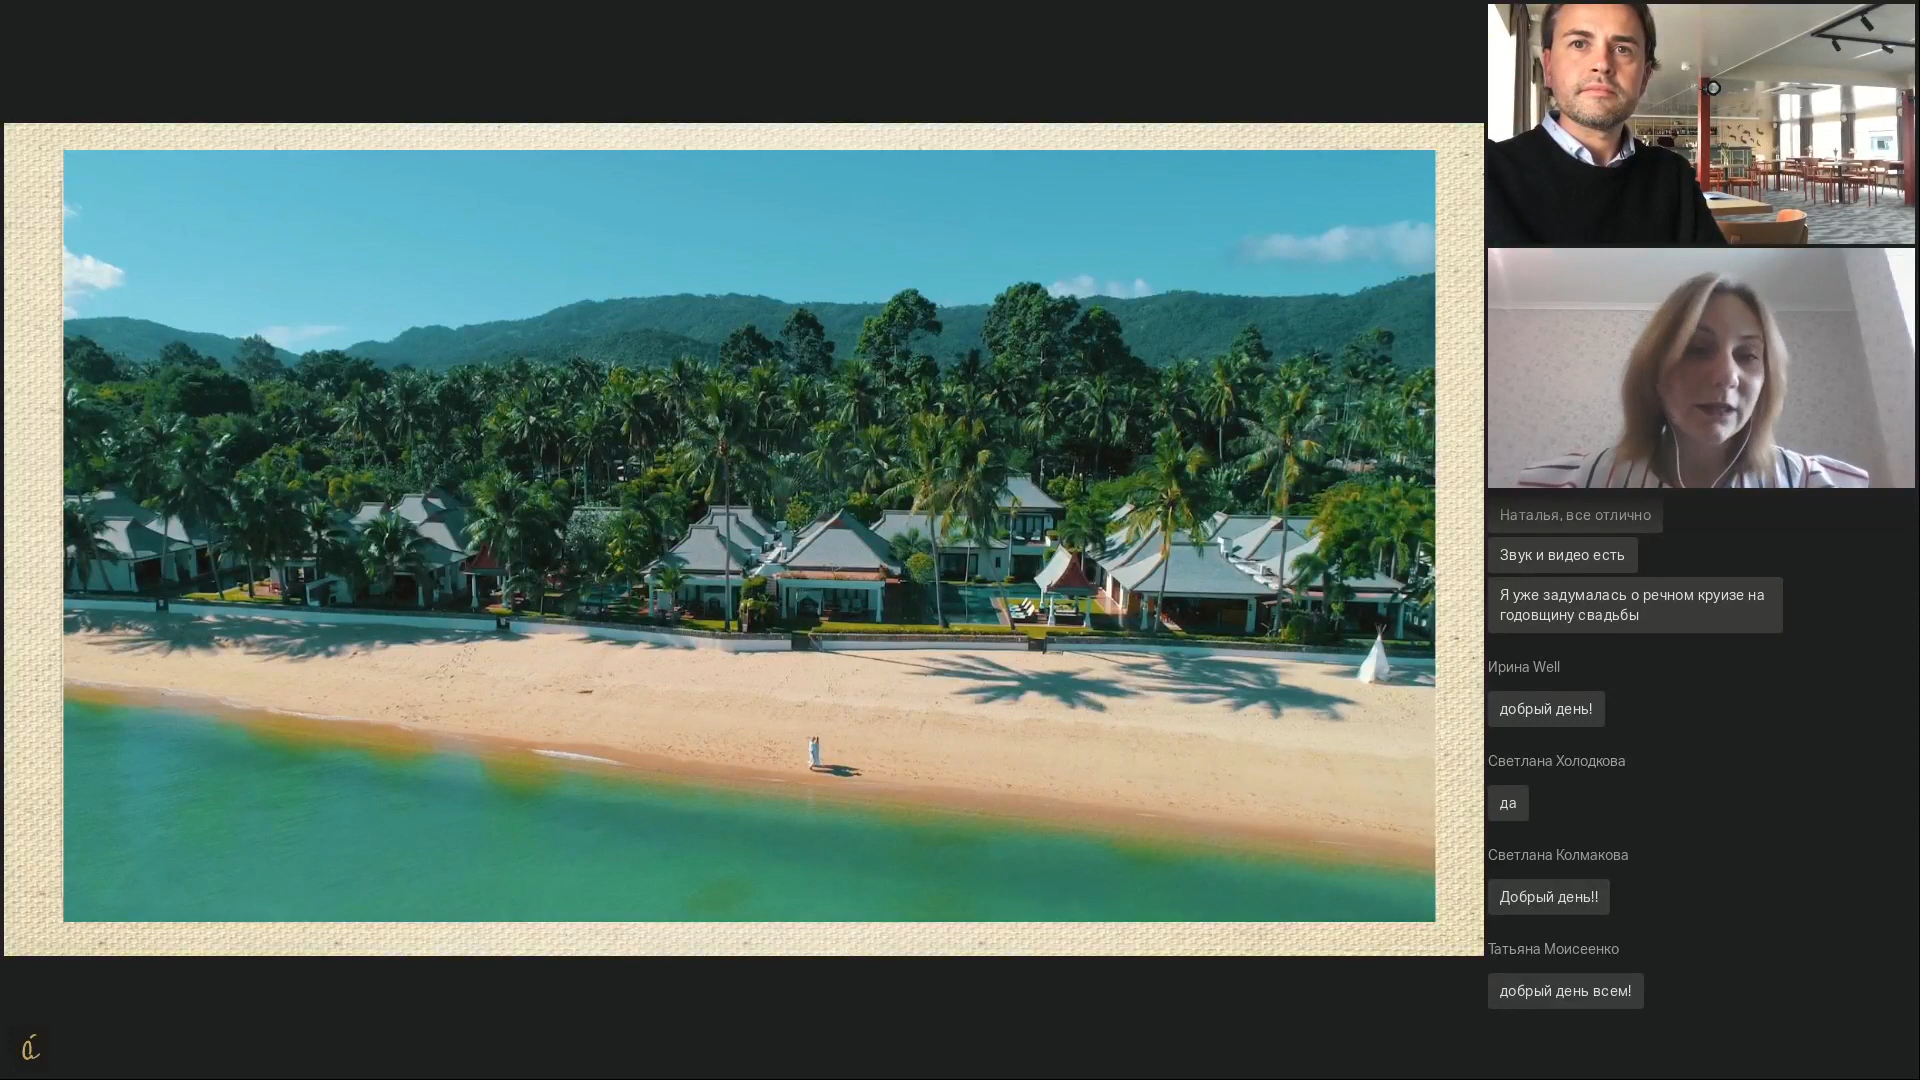 Наталья, все отлично
Звук и видео есть
Я уже задумалась о речном круизе на
годовщину свадьбы
Ирина Well
добрый день!
Светлана Холодкова
да
Светлана Колмакова
Добрый день!!
Татьяна Моисеенко
добрый день всем!
á